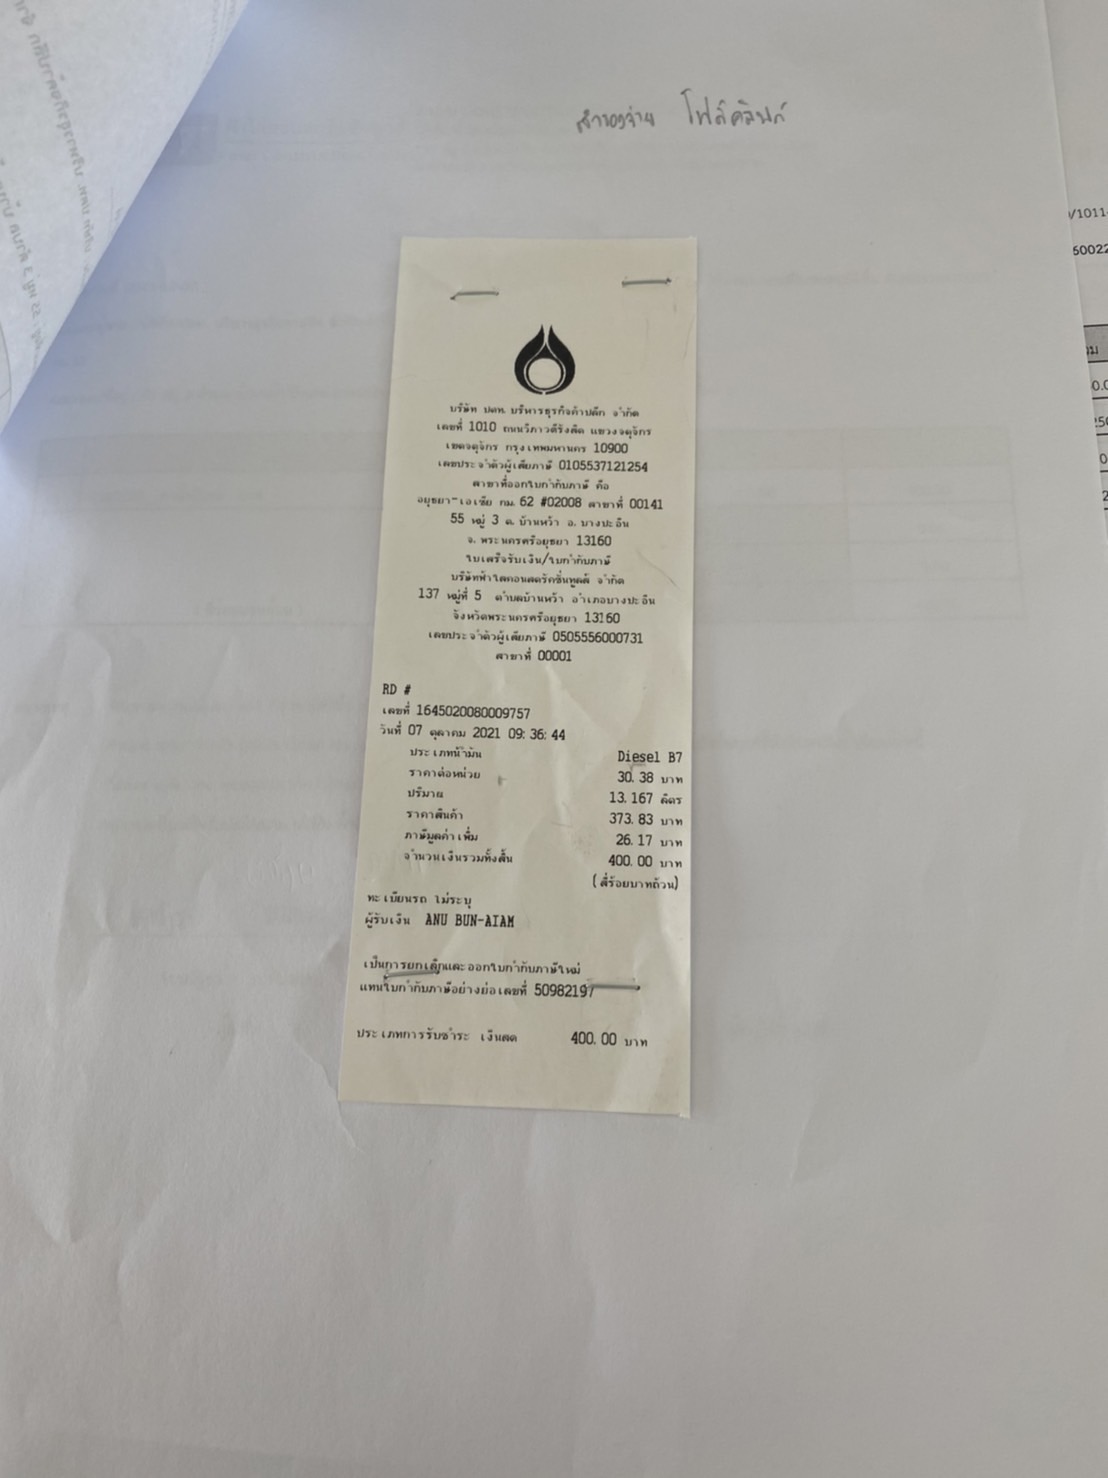 สำรองจ่าย โฟล์คลิฟท์
บริษัท ปตท. บริหารธุรกิจค้าปลีก จำกัด
เลขที่ 1010 ถนนวิภาวดีรังสิต แขวงจตุจักร
เขตจตุจักร กรุงเทพมหานคร 10900
เลขประจำตัวผู้เสียภาษี 0105537121254
สาขาที่ออกใบกำกับภาษี คือ
อยุธยา-เอเซีย กม. 62 #02008 สาขาที่ 00141
55 หมู่ 3 ต. บ้านหว้า อ. บางปะอิน
จ. พระนครศรีอยุธยา 13160
ใบเสร็จรับเงิน/ใบกำกับภาษี
บริษัทฟ้าใสคอนสตรัคชั่นทูลส์ จำกัด
137 หมู่ที่ 5 ตำบลบ้านหว้า อำเภอบางปะอิน
จังหวัดพระนครศรีอยุธยา 13160
เลขประจำตัวผู้เสียภาษี 0505556000731
สาขาที่ 00001
RD #
เลขที่ 1645020080009757
วันที่ 07 ตุลาคม 2021 09:36:44
ประเภทน้ำมัน Diesel B7
ราคาต่อหน่วย 30.38 บาท
ปริมาณ 13.167 ลิตร
ราคาสินค้า 373.83 บาท
ภาษีมูลค่าเพิ่ม 26.17 บาท
จำนวนเงินรวมทั้งสิ้น 400.00 บาท
(สี่ร้อยบาทถ้วน)
ทะเบียนรถ ไม่ระบุ
ผู้รับเงิน ANU BUN-AIAM
เป็นการยกเลิกและออกใบกำกับภาษีใหม่
แทนใบกำกับภาษีอย่างย่อเลขที่ 50982197
ประเภทการรับชำระ เงินสด 400.00 บาท